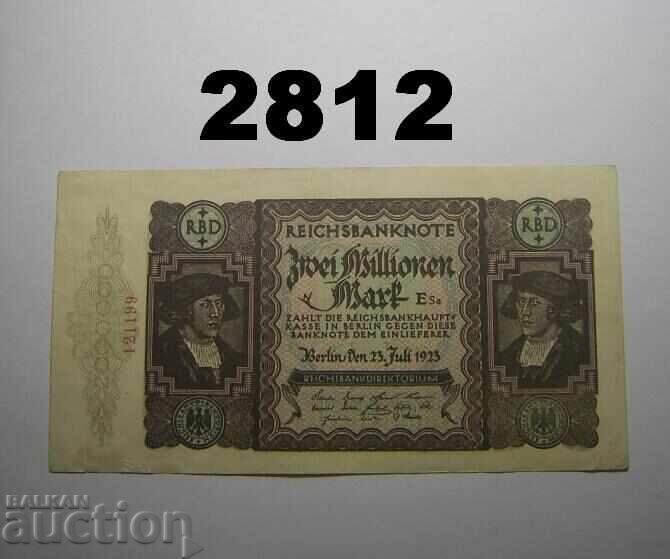 2812
RBD
RBD
REICHSBANKNOTE
Zwei Millionen
Mark
ESa
ZAHLT DIE REICHSBANKHAUPT-
KASSE IN BERLIN GEGEN DIESE
BANKNOTE DEM EINLIEFERER
Berlin, den 23. Juli 1923
REICHSBANKDIREKTORIUM
121199
BALKAN
auction